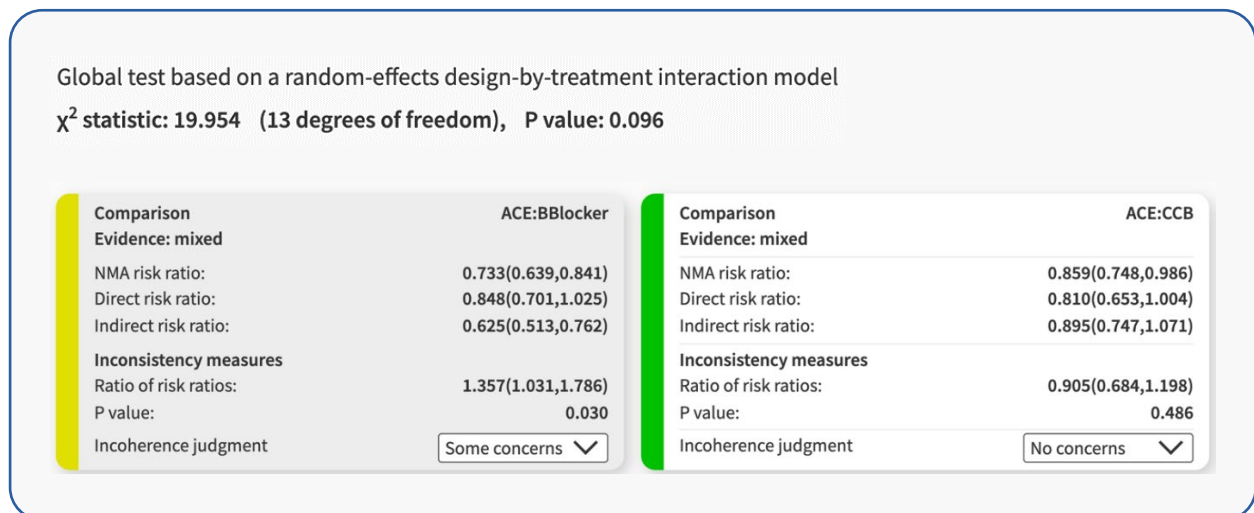 Global test based on a random-effects design-by-treatment interaction model
χ² statistic: 19.954 (13 degrees of freedom), P value: 0.096
Comparison ACE:BBlocker
Evidence: mixed
NMA risk ratio: 0.733(0.639,0.841)
Direct risk ratio: 0.848(0.701,1.025)
Indirect risk ratio: 0.625(0.513,0.762)
Inconsistency measures
Ratio of risk ratios: 1.357(1.031,1.786)
P value: 0.030
Incoherence judgment Some concerns
Comparison ACE:CCB
Evidence: mixed
NMA risk ratio: 0.859(0.748,0.986)
Direct risk ratio: 0.810(0.653,1.004)
Indirect risk ratio: 0.895(0.747,1.071)
Inconsistency measures
Ratio of risk ratios: 0.905(0.684,1.198)
P value: 0.486
Incoherence judgment No concerns